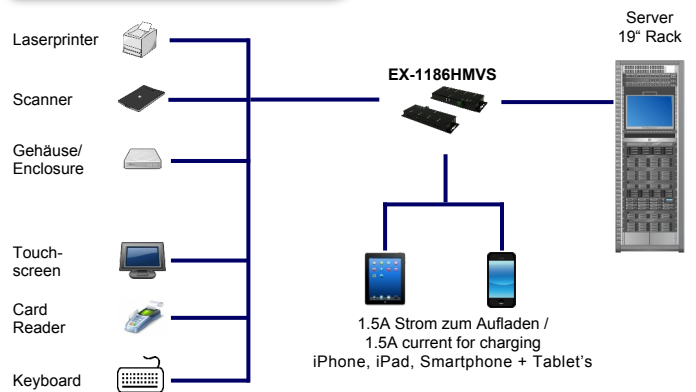 Laserprinter
Scanner
Gehäuse/
Enclosure
Touch-
screen
Card
Reader
Keyboard
EX-1186HMVS
Server
19“ Rack
1.5A Strom zum Aufladen /
1.5A current for charging
iPhone, iPad, Smartphone + Tablet's